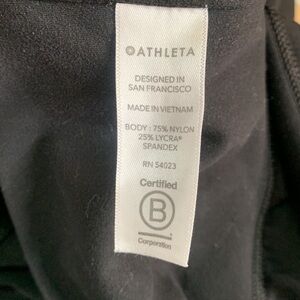 ATHLETA
DESIGNED IN
SAN FRANCISCO
MADE IN VIETNAM
BODY : 75% NYLON
25% LYCRA®
SPANDEX
RN 54023
Certified
B
Corporation